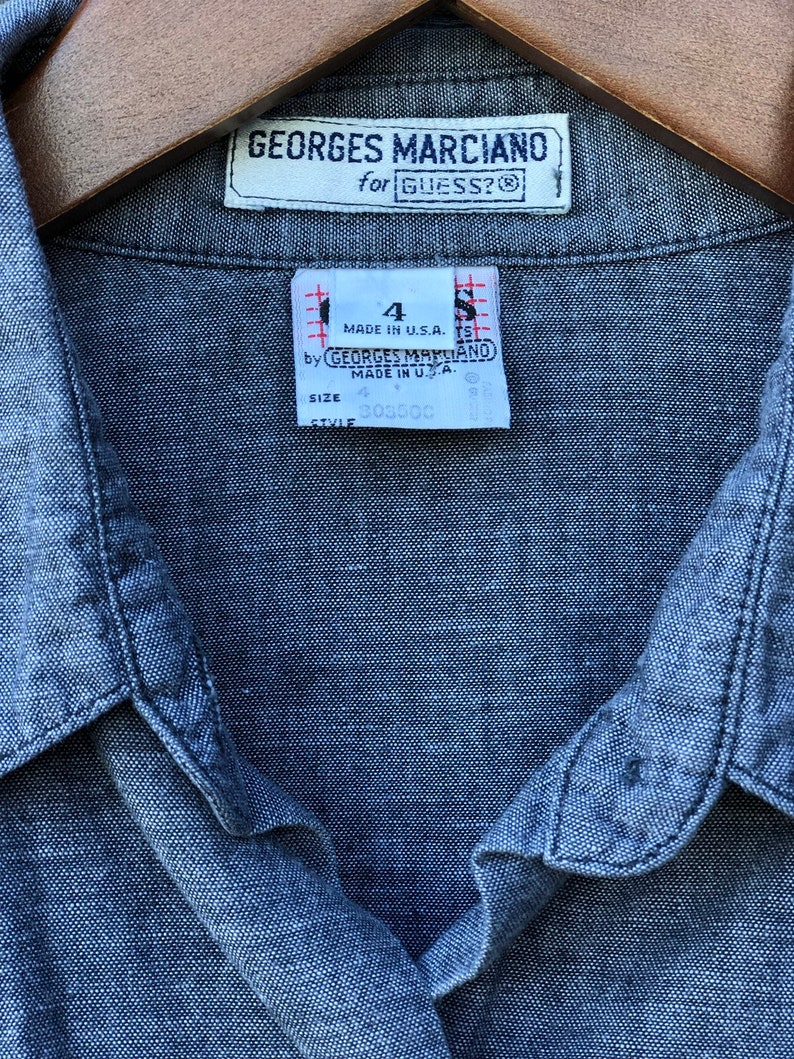 GEORGES MARCIANO
for GUESS?®
4
MADE IN U.S.A.
by GEORGES MARCIANO
MADE IN U.S.A.
SIZE 4
STYLE